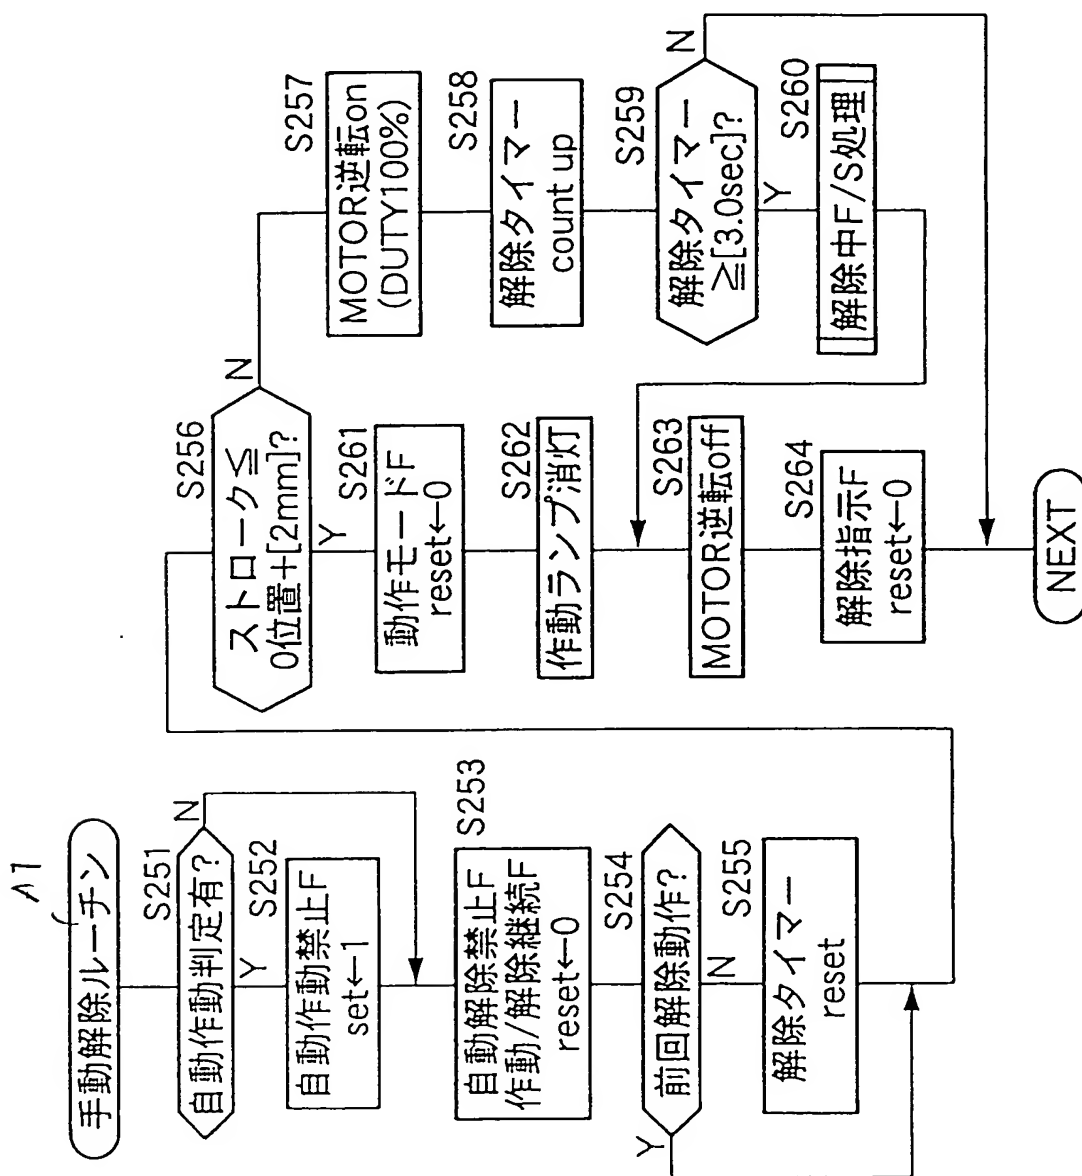 手動解除ルーチン
S251
自動作動判定有?
N
Y
S252
自動作動禁止F
set←1
S253
自動解除禁止F
作動/解除継続F
reset←0
S254
前回解除動作?
Y
N
S255
解除タイマー
reset
S256
ストローク≦
0位置+[2mm]?
N
Y
S257
MOTOR逆転on
(DUTY100%)
S258
解除タイマー
count up
S259
解除タイマー
≧[3.0sec]?
N
Y
S260
解除中F/S処理
S261
動作モードF
reset←0
S262
作動ランプ消灯
S263
MOTOR逆転off
S264
解除指示F
reset←0
NEXT